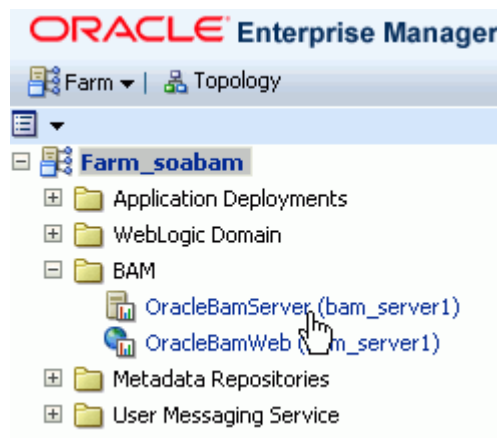 ORACLE Enterprise Manager
Farm | Topology
Farm_soabam
Application Deployments
WebLogic Domain
BAM
OracleBamServer (bam_server1)
OracleBamWeb ( m_server1)
Metadata Repositories
User Messaging Service